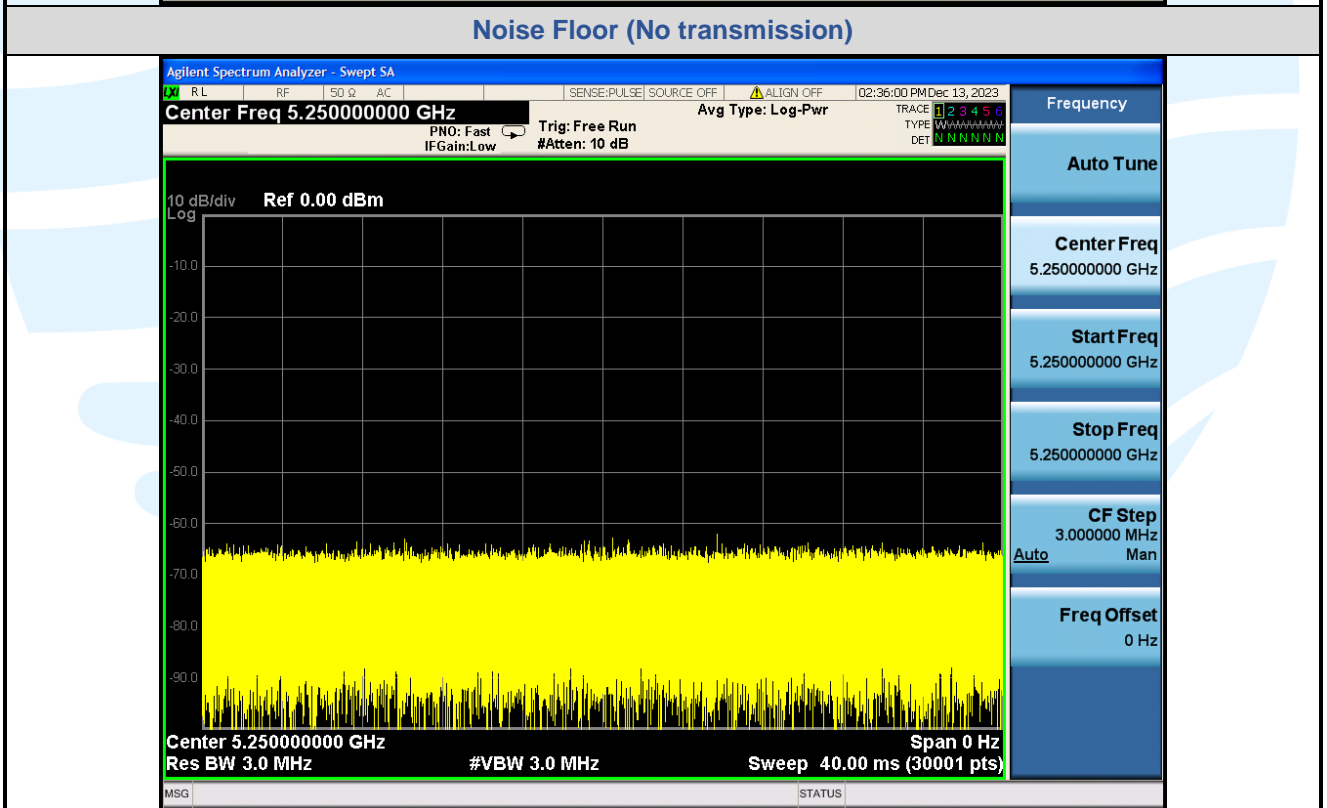 Noise Floor (No transmission)
Agilent Spectrum Analyzer - Swept SA
LXI RL RF 50 Ω AC SENSE:PULSE SOURCE OFF ALIGN OFF 02:36:00 PM Dec 13, 2023
Center Freq 5.250000000 GHz Avg Type: Log-Pwr TRACE 1 2 3 4 5 6
PNO: Fast Trig: Free Run TYPE WWWWWW
IFGain:Low #Atten: 10 dB DET N N N N N N
10 dB/div Ref 0.00 dBm
Log
-10.0
-20.0
-30.0
-40.0
-50.0
-60.0
-70.0
-80.0
-90.0
Center 5.250000000 GHz Span 0 Hz
Res BW 3.0 MHz #VBW 3.0 MHz Sweep 40.00 ms (30001 pts)
MSG STATUS
Frequency
Auto Tune
Center Freq
5.250000000 GHz
Start Freq
5.250000000 GHz
Stop Freq
5.250000000 GHz
CF Step
3.000000 MHz
Auto Man
Freq Offset
0 Hz